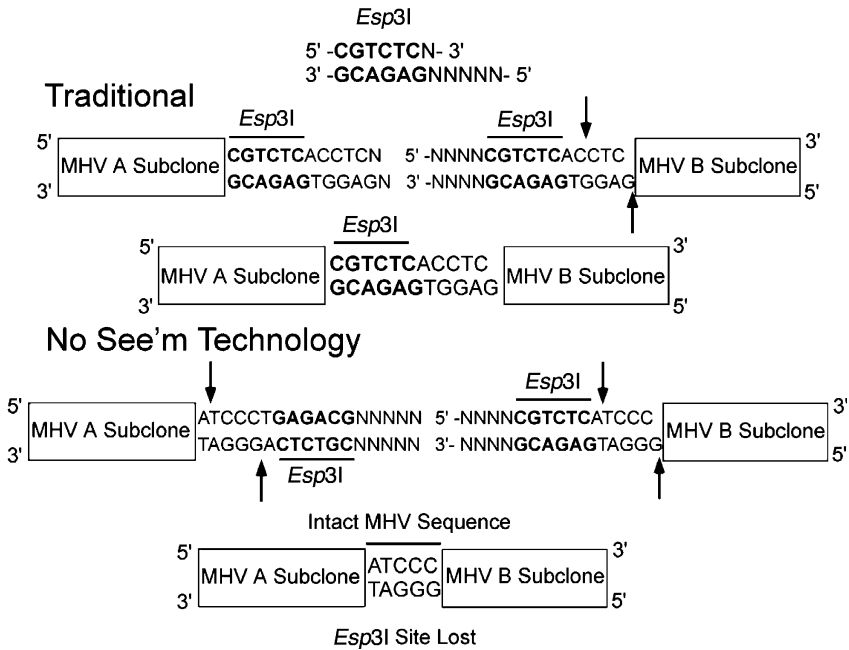 Esp3I
5' -CGTCTCN- 3'
3' -GCAGAGNNNNN- 5'
Traditional
Esp3I Esp3I
5' CGTCTCACCTCN 5' -NNNNCGTCTCACCTC 3'
MHV A Subclone MHV B Subclone
3' GCAGAGTGGAGN 3' -NNNNGCAGAGTGGAG 5'
Esp3I
5' CGTCTCACCTC 3'
MHV A Subclone MHV B Subclone
3' GCAGAGTGGAG 5'
No See'm Technology
Esp3I
5' ATCCCTGAGACGNNNNN 5' -NNNNCGTCTCATCCC 3'
MHV A Subclone MHV B Subclone
3' TAGGGACTCTGCNNNNN 3'- NNNNGCAGAGTAGGG 5'
Esp3I
Intact MHV Sequence
5' ATCCC 3'
MHV A Subclone MHV B Subclone
3' TAGGG 5'
Esp3I Site Lost